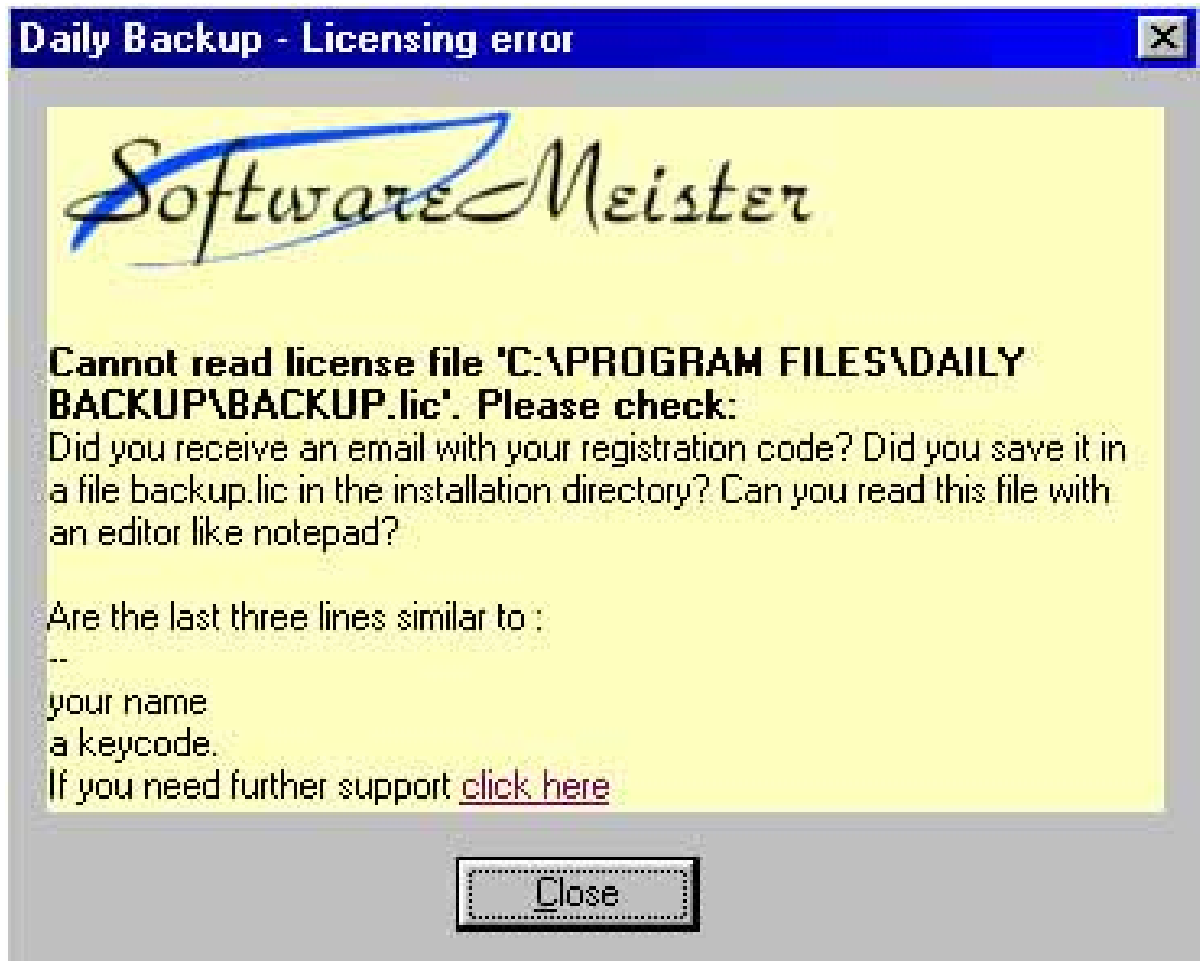 Daily Backup - Licensing error
SoftwareMeister
Cannot read license file 'C:\PROGRAM FILES\DAILY
BACKUP\BACKUP.lic'. Please check:
Did you receive an email with your registration code? Did you save it in
a file backup.lic in the installation directory? Can you read this file with
an editor like notepad?
Are the last three lines similar to :
--
your name
a keycode.
If you need further support click here
Close